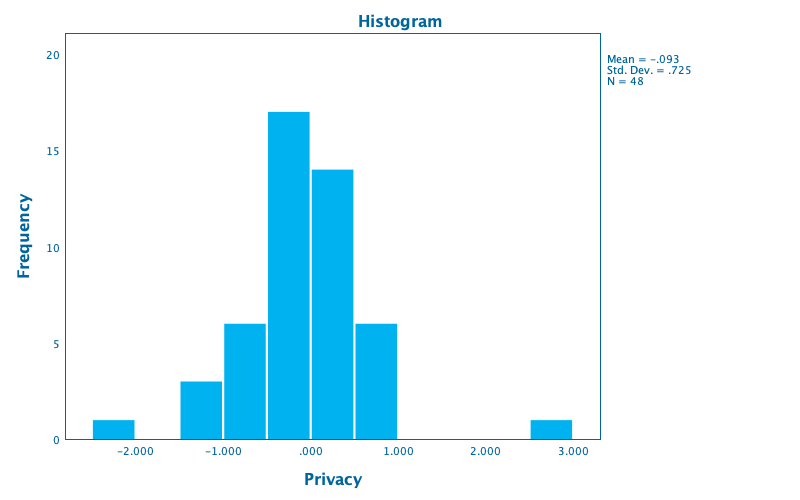 Histogram
Mean = –.093
Std. Dev. = .725
N = 48
20
15
10
5
0
Frequency
–2.000 –1.000 .000 1.000 2.000 3.000
Privacy